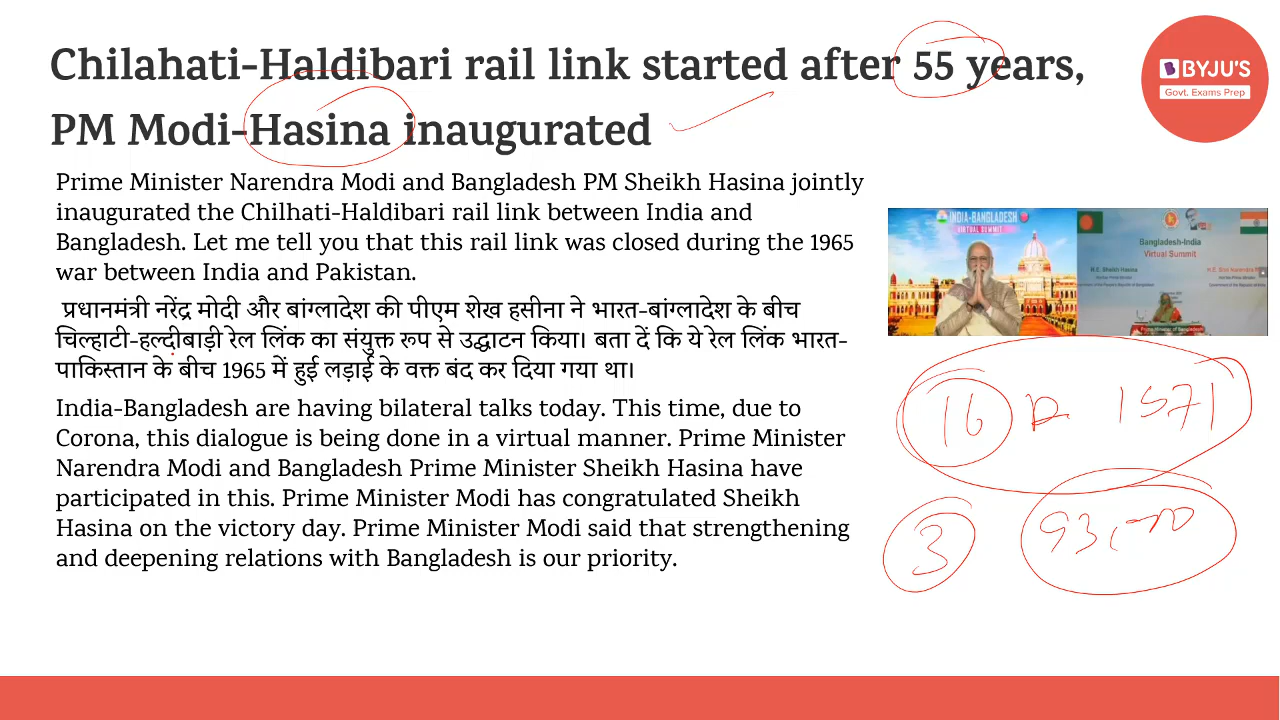 Chilahati-Haldibari rail link started after 55 years,
PM Modi-Hasina inaugurated
BYJU'S
Govt. Exams Prep
Prime Minister Narendra Modi and Bangladesh PM Sheikh Hasina jointly
inaugurated the Chilhati-Haldibari rail link between India and
Bangladesh. Let me tell you that this rail link was closed during the 1965
war between India and Pakistan.
प्रधानमंत्री नरेंद्र मोदी और बांग्लादेश की पीएम शेख हसीना ने भारत-बांग्लादेश के बीच
चिल्हाटी-हल्दीबाड़ी रेल लिंक का संयुक्त रूप से उद्घाटन किया। बता दें कि ये रेल लिंक भारत-
पाकिस्तान के बीच 1965 में हुई लड़ाई के वक्त बंद कर दिया गया था।
India-Bangladesh are having bilateral talks today. This time, due to
Corona, this dialogue is being done in a virtual manner. Prime Minister
Narendra Modi and Bangladesh Prime Minister Sheikh Hasina have
participated in this. Prime Minister Modi has congratulated Sheikh
Hasina on the victory day. Prime Minister Modi said that strengthening
and deepening relations with Bangladesh is our priority.
INDIA-BANGLADESH
VIRTUAL SUMMIT
Bangladesh-India
Virtual Summit
H.E. Sheikh Hasina
Prime Minister of Bangladesh
16 1971
3 93,000